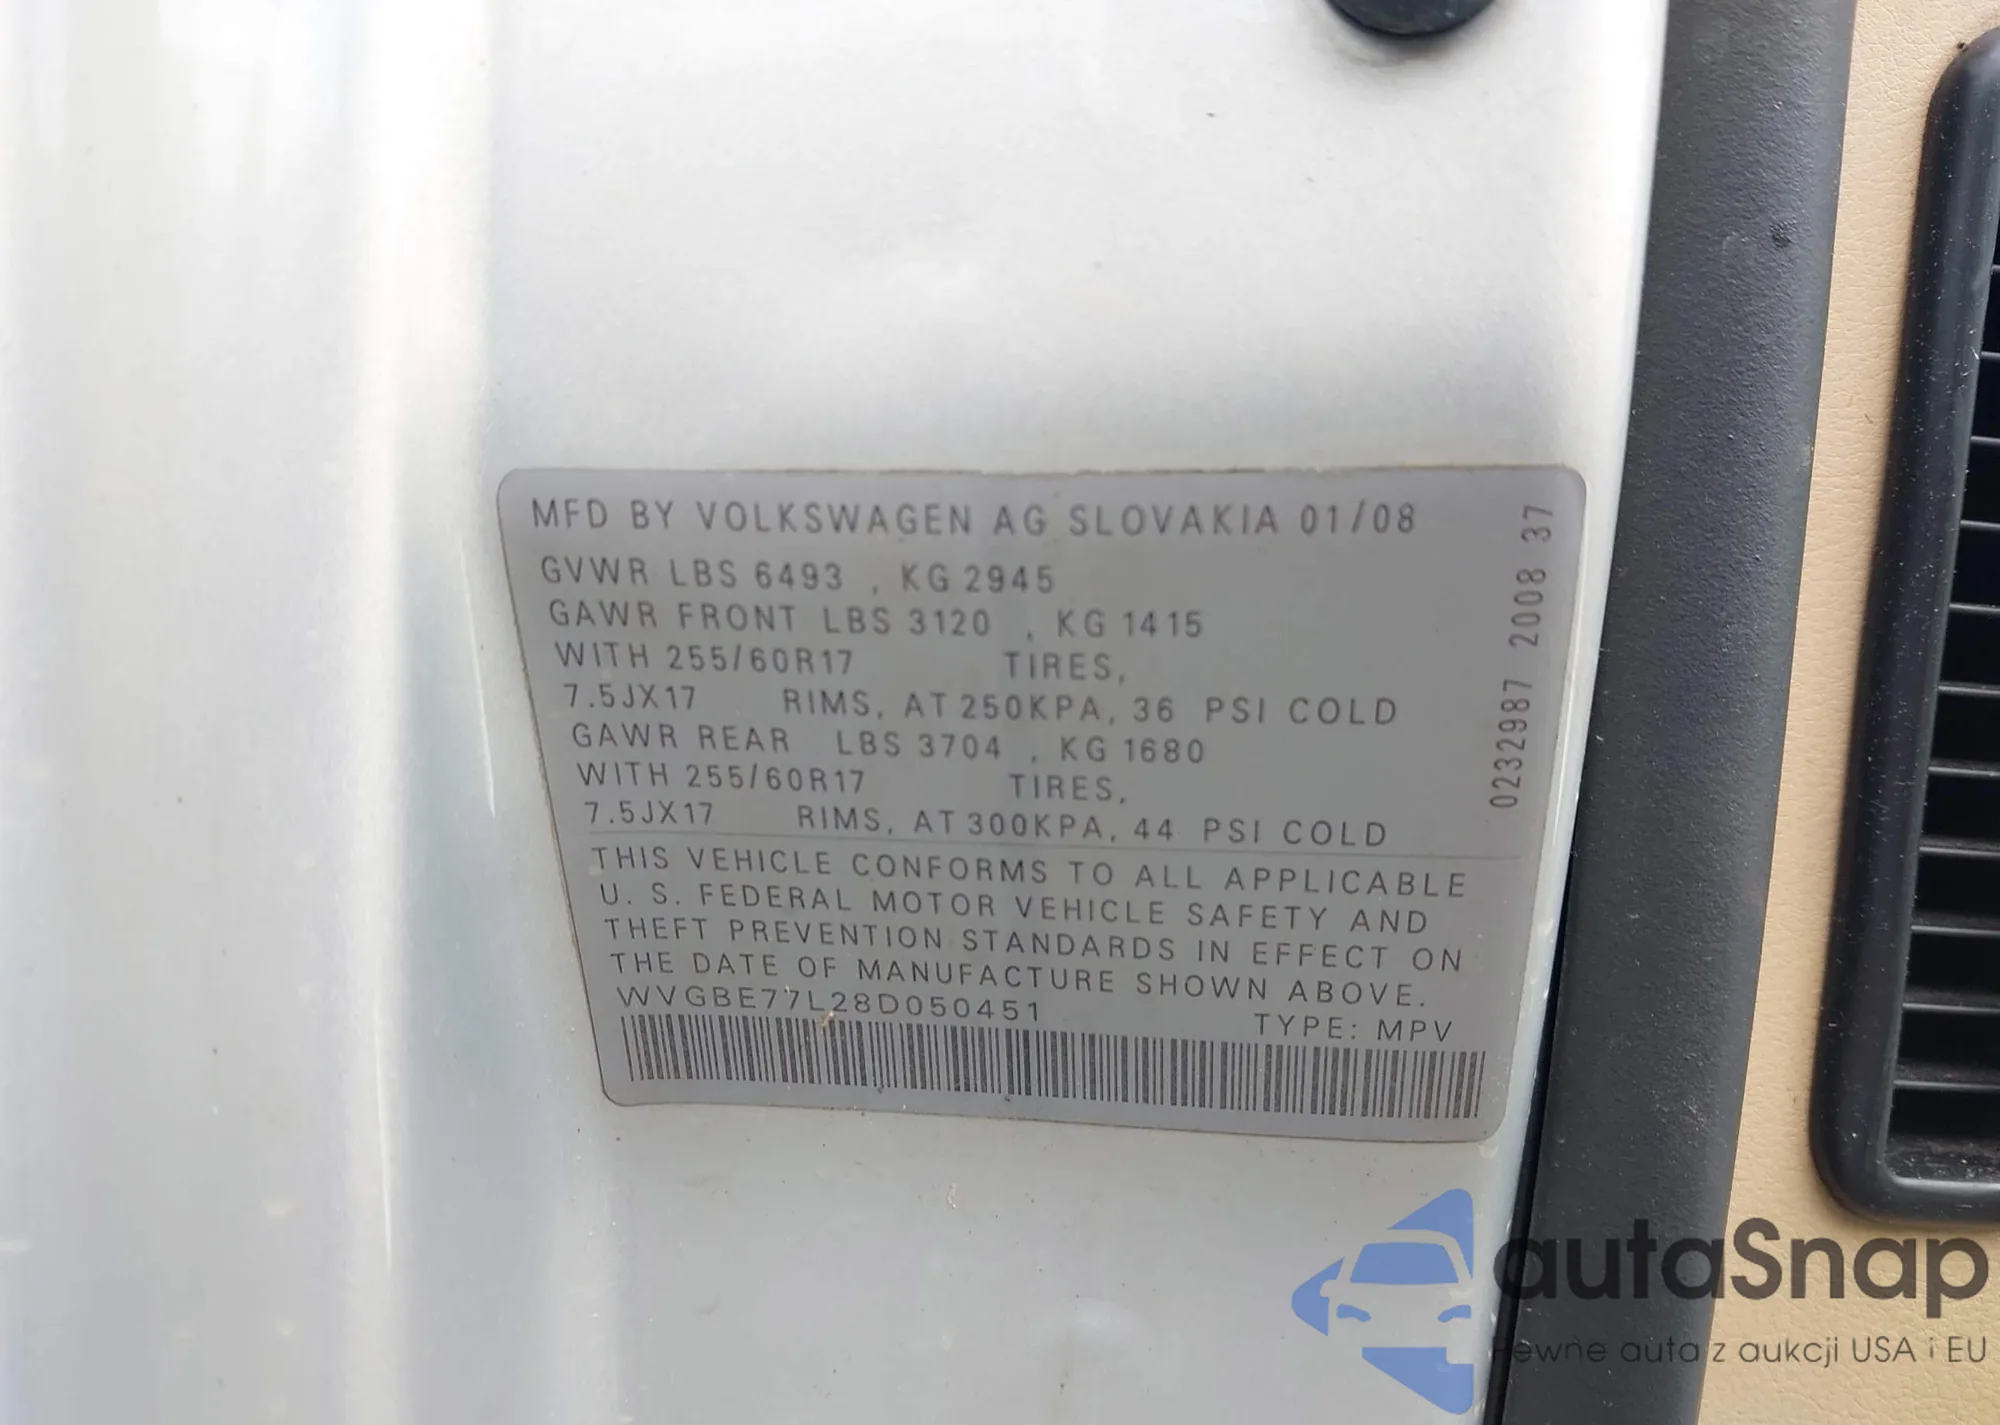 MFD BY VOLKSWAGEN AG SLOVAKIA 01/08
GVWR LBS 6493 , KG 2945
GAWR FRONT LBS 3120 , KG 1415
WITH 255/60R17 TIRES,
7.5JX17 RIMS, AT 250KPA, 36 PSI COLD
GAWR REAR LBS 3704 , KG 1680
WITH 255/60R17 TIRES,
7.5JX17 RIMS, AT 300KPA, 44 PSI COLD
THIS VEHICLE CONFORMS TO ALL APPLICABLE
U. S. FEDERAL MOTOR VEHICLE SAFETY AND
THEFT PREVENTION STANDARDS IN EFFECT ON
THE DATE OF MANUFACTURE SHOWN ABOVE.
WVGBE77L28D050451
TYPE: MPV
0232987 2008 37
autaSnap
Pewne auta z aukcji USA i EU